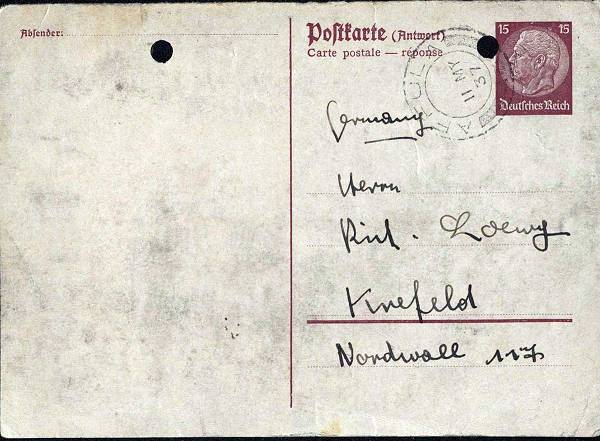 Absender:
Postkarte (Antwort)
Carte postale — réponse
15 15
Deutsches Reich
AFFULA
11 MY
37
Germany
Herrn
Rich. Loewy
Krefeld
Nordwall 117